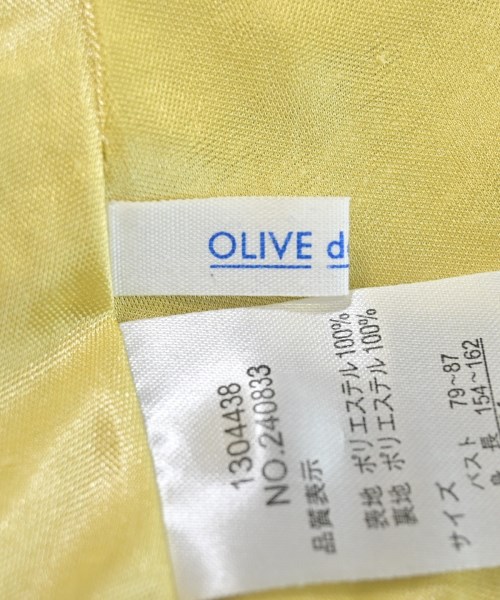 OLIVE d
1304438
NO.240833
品質表示
表地 ポリエステル100%
裏地 ポリエステル100%
サイズ
バスト 79~87
身 長 154~162